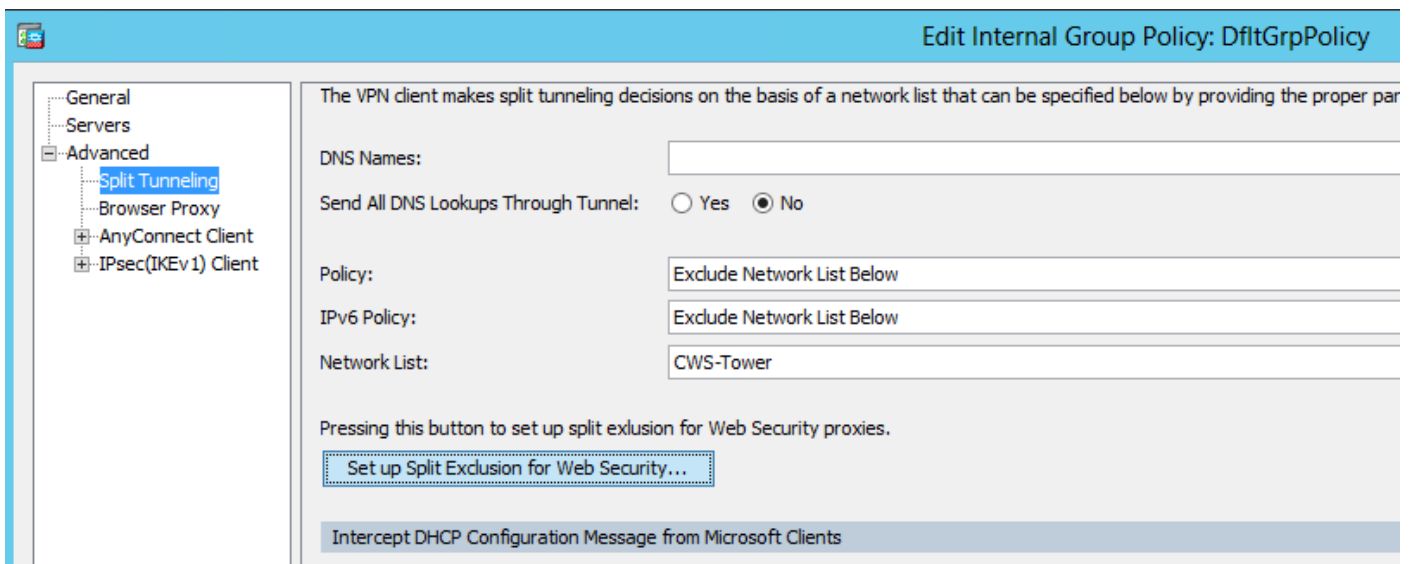 Edit Internal Group Policy: DfltGrpPolicy
General
Servers
Advanced
Split Tunneling
Browser Proxy
AnyConnect Client
IPsec(IKEv1) Client
The VPN client makes split tunneling decisions on the basis of a network list that can be specified below by providing the proper par
DNS Names:
Send All DNS Lookups Through Tunnel: Yes No
Policy: Exclude Network List Below
IPv6 Policy: Exclude Network List Below
Network List: CWS-Tower
Pressing this button to set up split exlusion for Web Security proxies.
Set up Split Exclusion for Web Security...
Intercept DHCP Configuration Message from Microsoft Clients